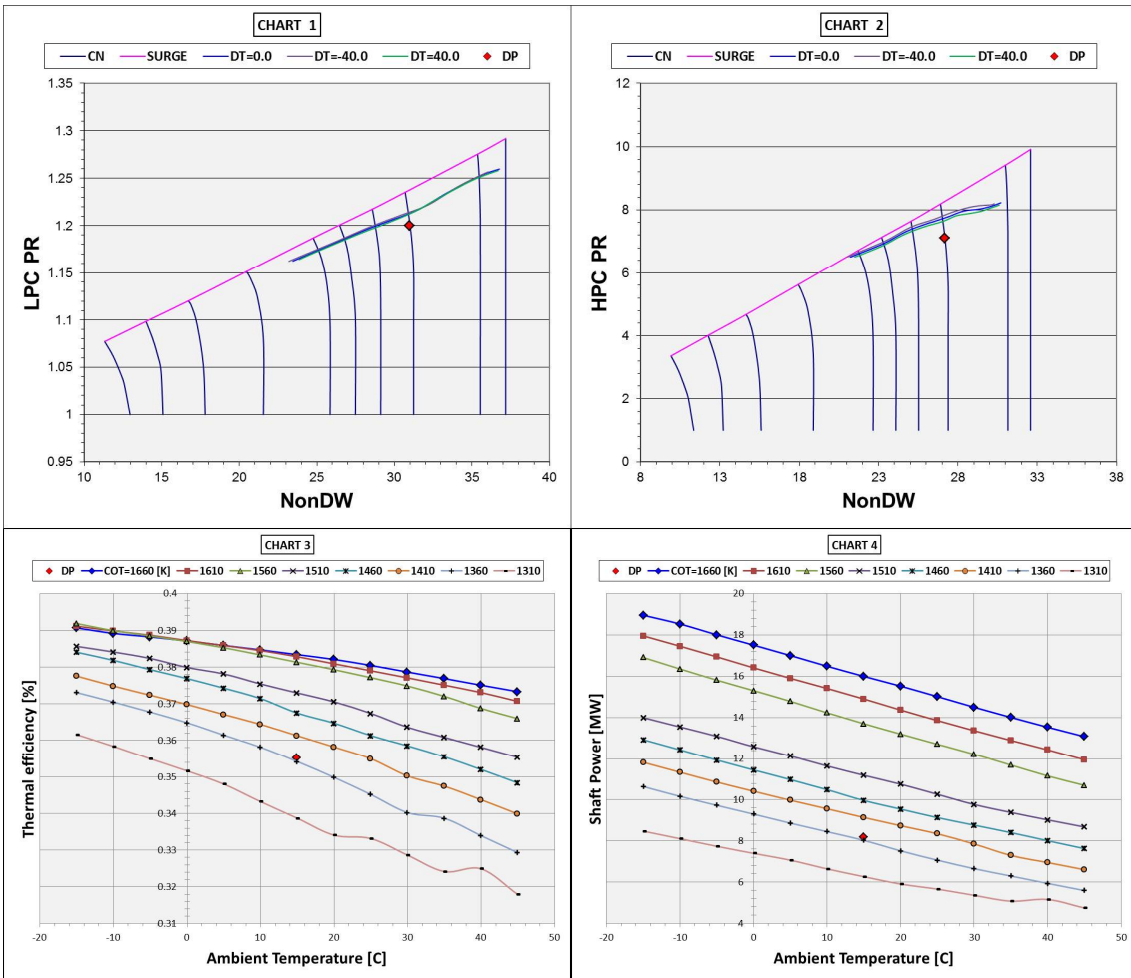 CHART 1
CN SURGE DT=0.0 DT=-40.0 DT=40.0 DP
1.35
1.3
1.25
1.2
1.15
1.1
1.05
1
0.95
LPC PR
10 15 20 25 30 35 40
NonDW
CHART 2
CN SURGE DT=0.0 DT=-40.0 DT=40.0 DP
12
10
8
6
4
2
0
HPC PR
8 13 18 23 28 33 38
NonDW
CHART 3
DP COT=1660 [K] 1610 1560 1510 1460 1410 1360 1310
0.4
0.39
0.38
0.37
0.36
0.35
0.34
0.33
0.32
0.31
Thermal efficiency [%]
-20 -10 0 10 20 30 40 50
Ambient Temperature [C]
CHART 4
DP COT=1660 [K] 1610 1560 1510 1460 1410 1360 1310
20
18
16
14
12
10
8
6
4
Shaft Power [MW]
-20 -10 0 10 20 30 40 50
Ambient Temperature [C]